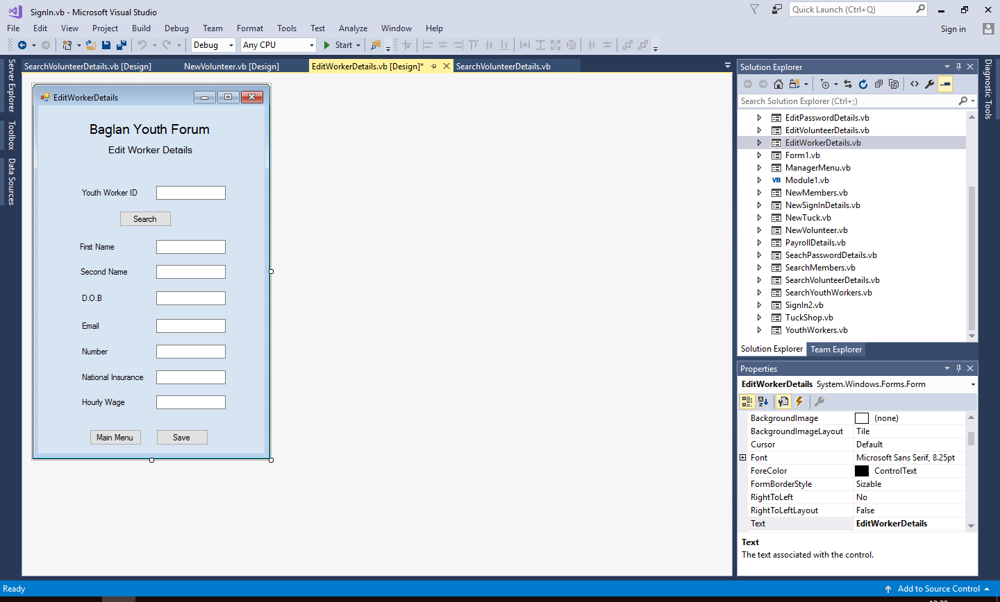 SignIn.vb - Microsoft Visual Studio
Quick Launch (Ctrl+Q)
File Edit View Project Build Debug Team Format Tools Test Analyze Window Help
Sign in
Debug Any CPU Start
Server Explorer
Toolbox
Data Sources
SearchVolunteerDetails.vb [Design] NewVolunteer.vb [Design] EditWorkerDetails.vb [Design]* SearchVolunteerDetails.vb
EditWorkerDetails
Baglan Youth Forum
Edit Worker Details
Youth Worker ID
Search
First Name
Second Name
D.O.B
Email
Number
National Insurance
Hourly Wage
Main Menu Save
Solution Explorer
Search Solution Explorer (Ctrl+;)
EditPasswordDetails.vb
EditVolunteerDetails.vb
EditWorkerDetails.vb
Form1.vb
ManagerMenu.vb
VB Module1.vb
NewMembers.vb
NewSignInDetails.vb
NewTuck.vb
NewVolunteer.vb
PayrollDetails.vb
SeachPasswordDetails.vb
SearchMembers.vb
SearchVolunteerDetails.vb
SearchYouthWorkers.vb
SignIn2.vb
TuckShop.vb
YouthWorkers.vb
Solution Explorer Team Explorer
Properties
EditWorkerDetails System.Windows.Forms.Form
BackgroundImage (none)
BackgroundImageLayout Tile
Cursor Default
Font Microsoft Sans Serif, 8.25pt
ForeColor ControlText
FormBorderStyle Sizable
RightToLeft No
RightToLeftLayout False
Text EditWorkerDetails
Text
The text associated with the control.
Diagnostic Tools
Ready
Add to Source Control